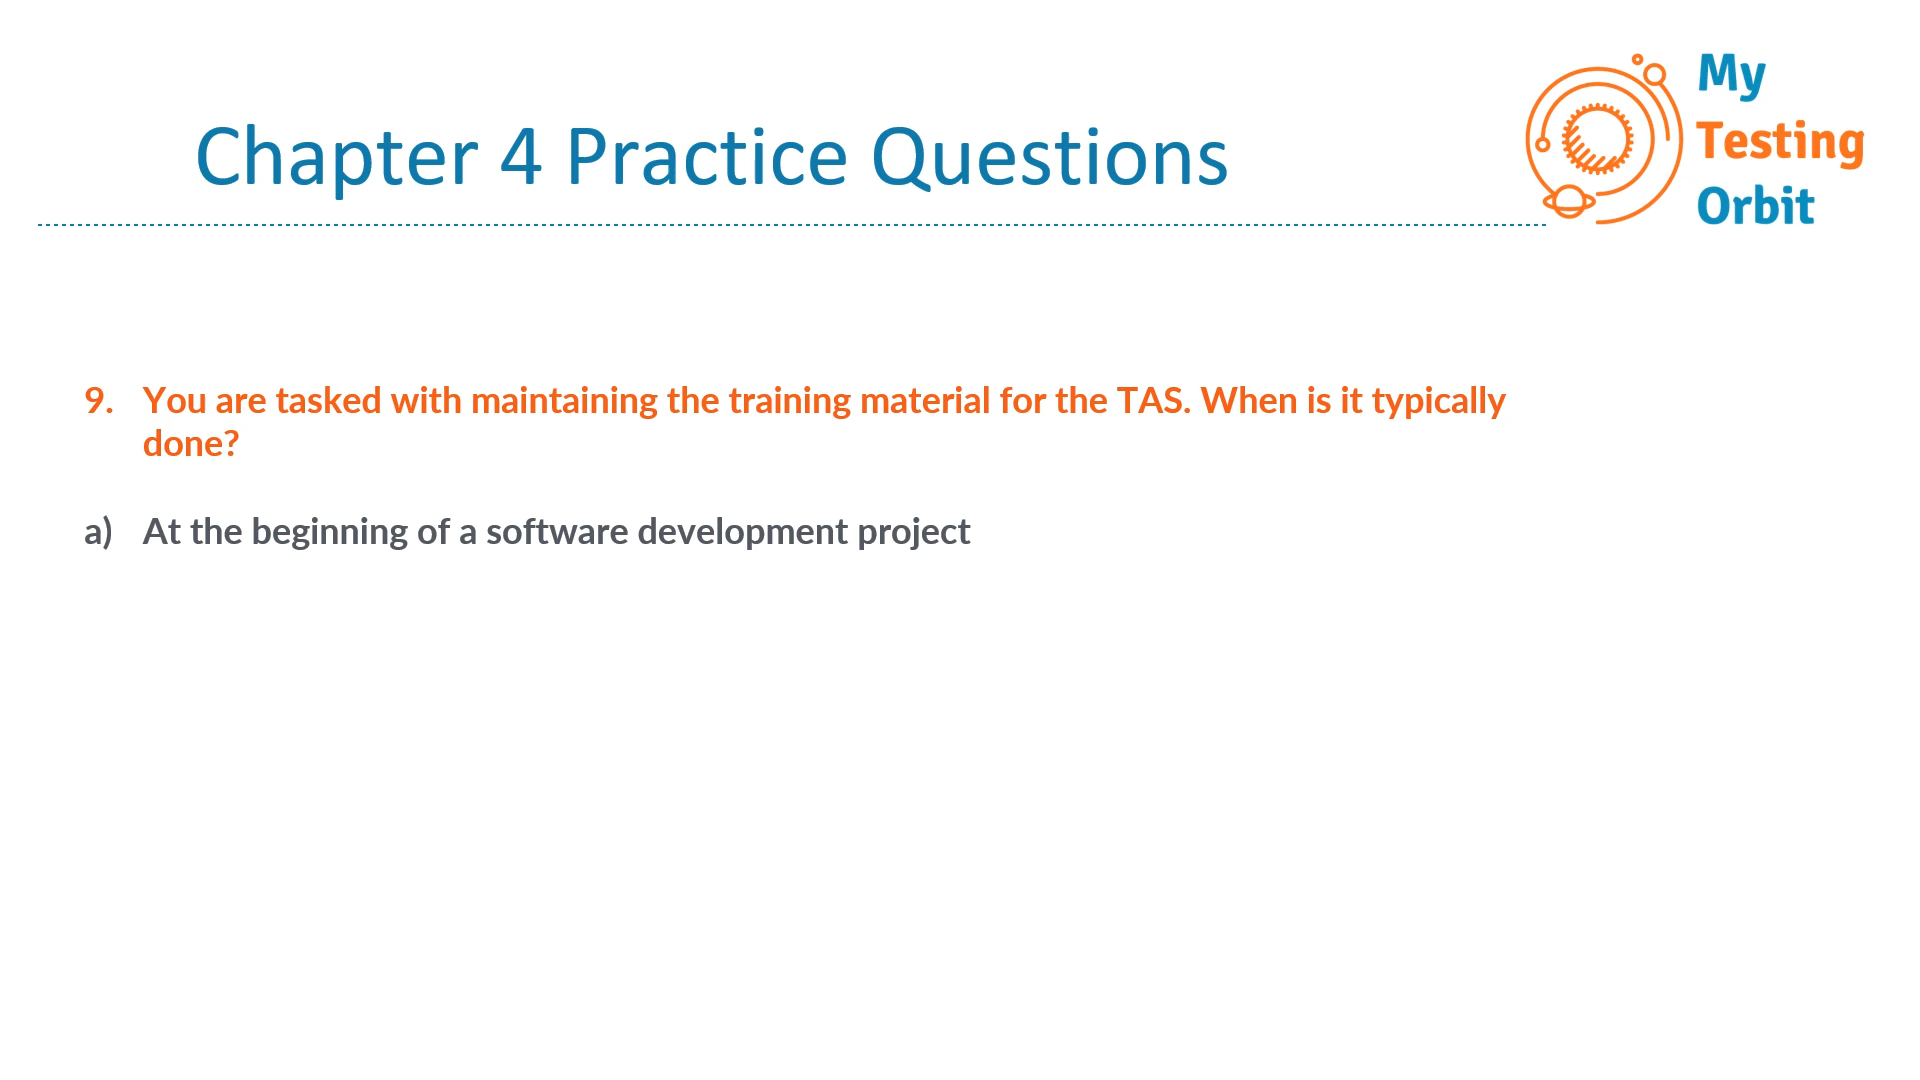 My
Testing
Orbit
Chapter 4 Practice Questions
9. You are tasked with maintaining the training material for the TAS. When is it typically
done?
a) At the beginning of a software development project